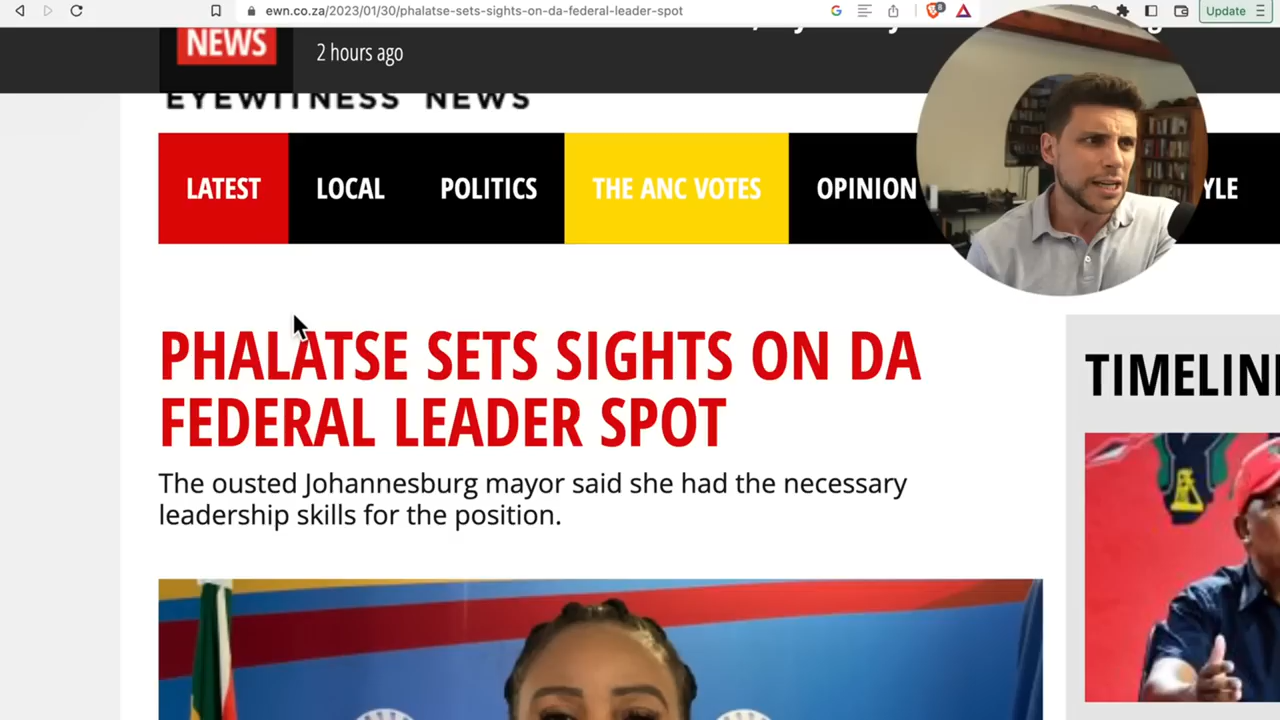 ewn.co.za/2023/01/30/phalatse-sets-sights-on-da-federal-leader-spot
Update
NEWS
2 hours ago
EYEWITNESS NEWS
LATEST LOCAL POLITICS THE ANC VOTES OPINION YLE
PHALATSE SETS SIGHTS ON DA
FEDERAL LEADER SPOT
The ousted Johannesburg mayor said she had the necessary
leadership skills for the position.
TIMELIN